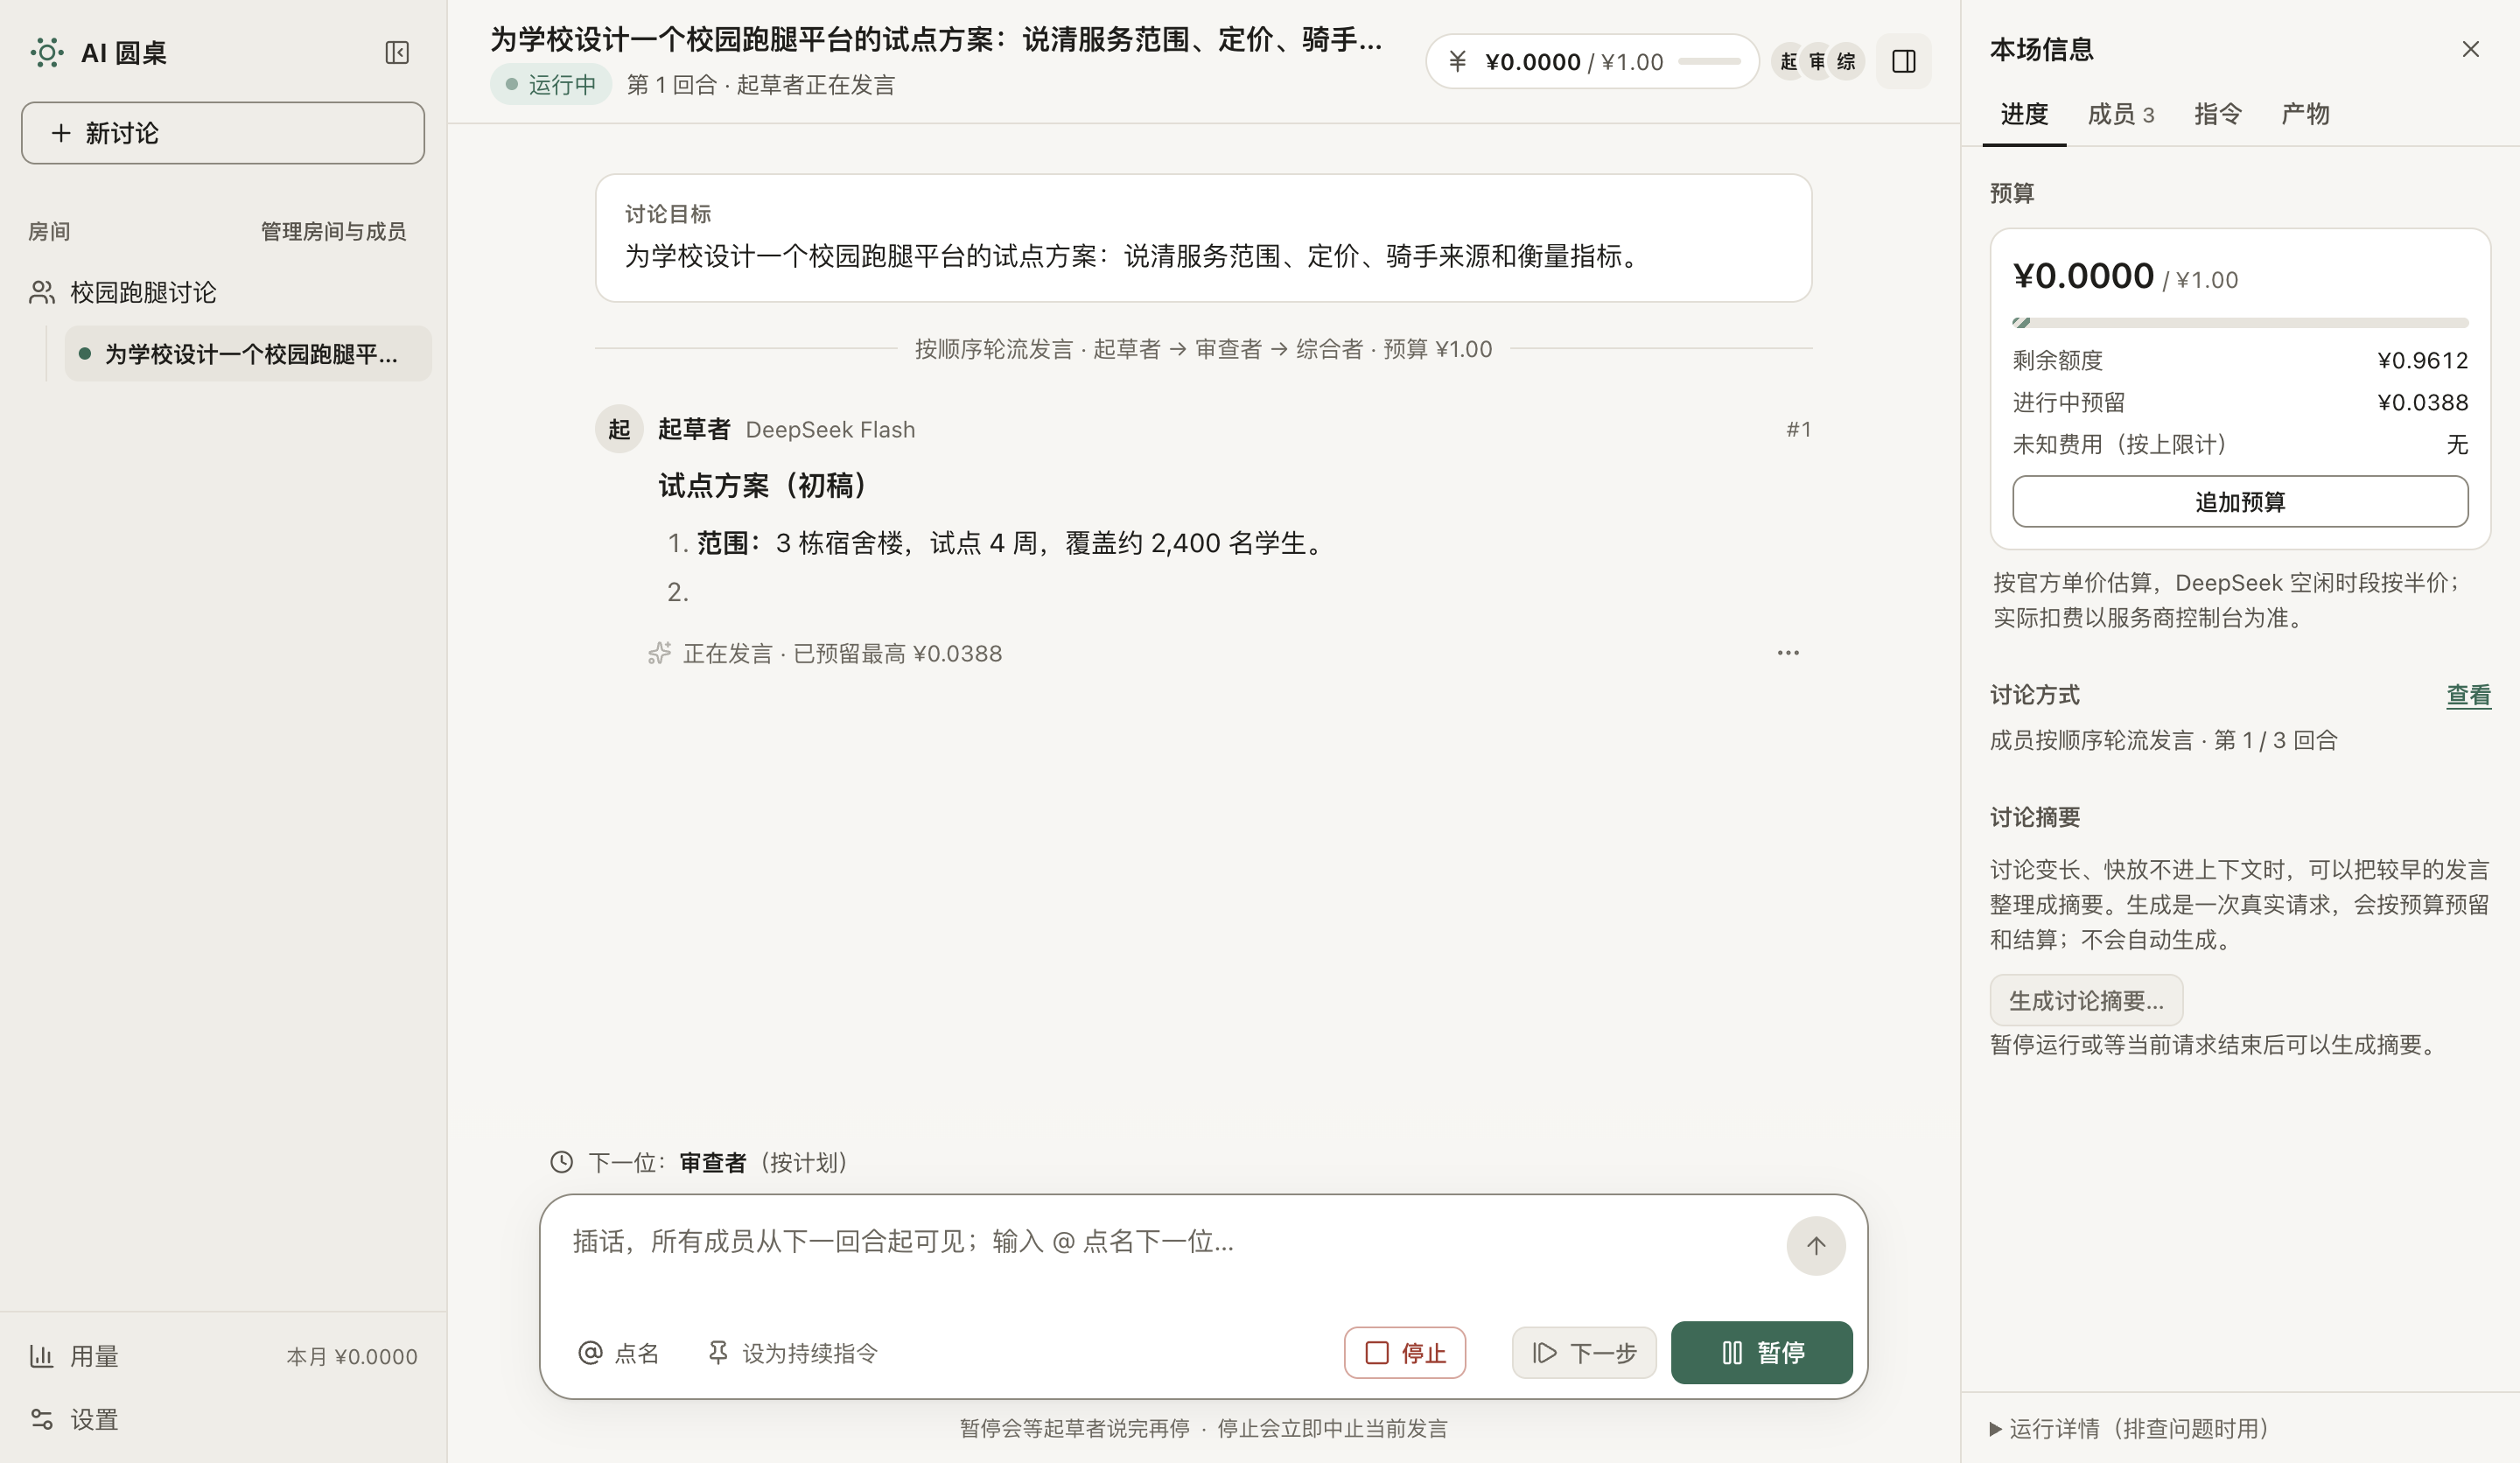 AI 圆桌
新讨论
房间 管理房间与成员
校园跑腿讨论
为学校设计一个校园跑腿平...
用量 本月 ¥0.0000
设置
为学校设计一个校园跑腿平台的试点方案：说清服务范围、定价、骑手...
运行中 第 1 回合 · 起草者正在发言
¥0.0000 / ¥1.00
起 审 综
讨论目标
为学校设计一个校园跑腿平台的试点方案：说清服务范围、定价、骑手来源和衡量指标。
按顺序轮流发言 · 起草者 → 审查者 → 综合者 · 预算 ¥1.00
起 起草者 DeepSeek Flash #1
试点方案（初稿）
1. 范围：3 栋宿舍楼，试点 4 周，覆盖约 2,400 名学生。
2.
正在发言 · 已预留最高 ¥0.0388
下一位：审查者（按计划）
插话，所有成员从下一回合起可见；输入 @ 点名下一位...
点名 设为持续指令 停止 下一步 暂停
暂停会等起草者说完再停 · 停止会立即中止当前发言
本场信息
进度 成员 3 指令 产物
预算
¥0.0000 / ¥1.00
剩余额度 ¥0.9612
进行中预留 ¥0.0388
未知费用（按上限计） 无
追加预算
按官方单价估算，DeepSeek 空闲时段按半价；
实际扣费以服务商控制台为准。
讨论方式 查看
成员按顺序轮流发言 · 第 1 / 3 回合
讨论摘要
讨论变长、快放不进上下文时，可以把较早的发言
整理成摘要。生成是一次真实请求，会按预算预留
和结算；不会自动生成。
生成讨论摘要...
暂停运行或等当前请求结束后可以生成摘要。
运行详情（排查问题时用）